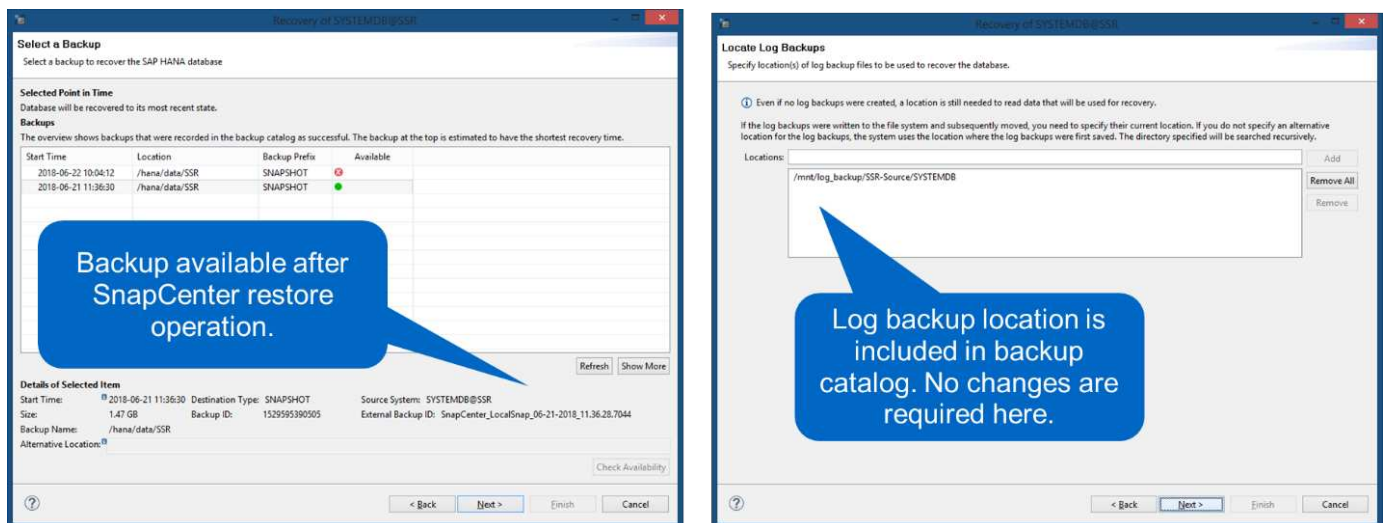 Recovery of SYSTEMDB@SSR
Select a Backup
Select a backup to recover the SAP HANA database
Selected Point in Time
Database will be recovered to its most recent state.
Backups
The overview shows backups that were recorded in the backup catalog as successful. The backup at the top is estimated to have the shortest recovery time.
Start Time Location Backup Prefix Available
2018-06-22 10:04:12 /hana/data/SSR SNAPSHOT
2018-06-21 11:36:30 /hana/data/SSR SNAPSHOT
Backup available after
SnapCenter restore
operation.
Refresh Show More
Details of Selected Item
Start Time: 2018-06-21 11:36:30 Destination Type: SNAPSHOT Source System: SYSTEMDB@SSR
Size: 1.47 GB Backup ID: 1529595390505 External Backup ID: SnapCenter_LocalSnap_06-21-2018_11.36.28.7044
Backup Name: /hana/data/SSR
Alternative Location:
Check Availability
? < Back Next > Finish Cancel
Recovery of SYSTEMDB@SSR
Locate Log Backups
Specify location(s) of log backup files to be used to recover the database.
Even if no log backups were created, a location is still needed to read data that will be used for recovery.
If the log backups were written to the file system and subsequently moved, you need to specify their current location. If you do not specify an alternative
location for the log backups, the system uses the location where the log backups were first saved. The directory specified will be searched recursively.
Locations: Add
/mnt/log_backup/SSR-Source/SYSTEMDB Remove All
Remove
Log backup location is
included in backup
catalog. No changes are
required here.
? < Back Next > Finish Cancel